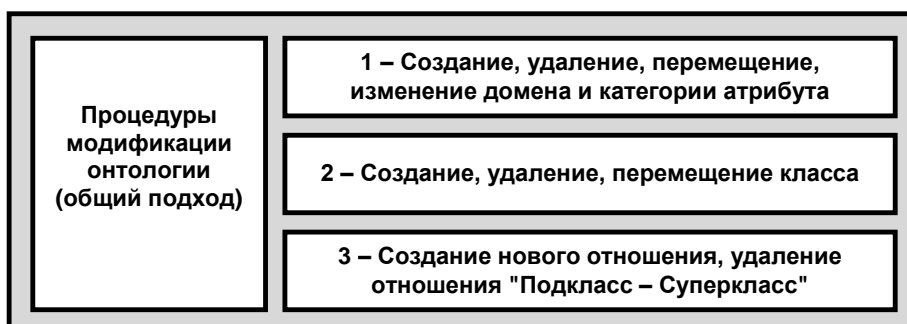 Процедуры
модификации
онтологии
(общий подход)
1 – Создание, удаление, перемещение,
изменение домена и категории атрибута
2 – Создание, удаление, перемещение класса
3 – Создание нового отношения, удаление
отношения "Подкласс – Суперкласс"